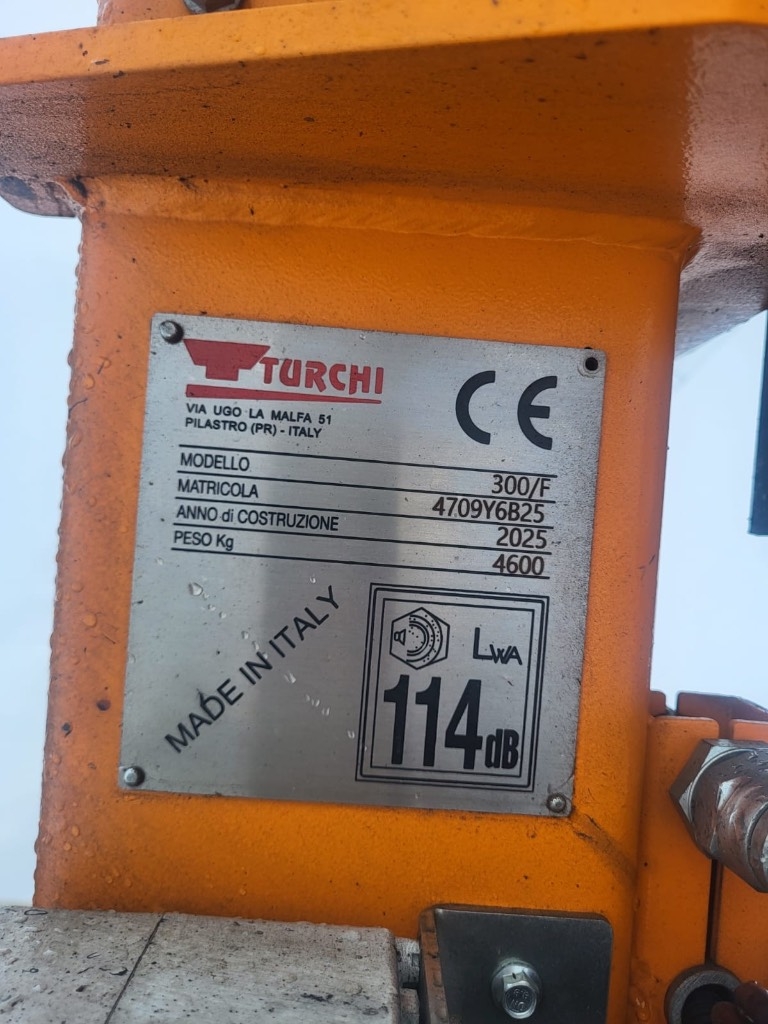 TURCHI
VIA UGO LA MALFA 51
PILASTRO (PR) - ITALY
CE
MODELLO 300/F
MATRICOLA 4709Y6B25
ANNO di COSTRUZIONE 2025
PESO Kg 4600
MADE IN ITALY
LWA
114dB